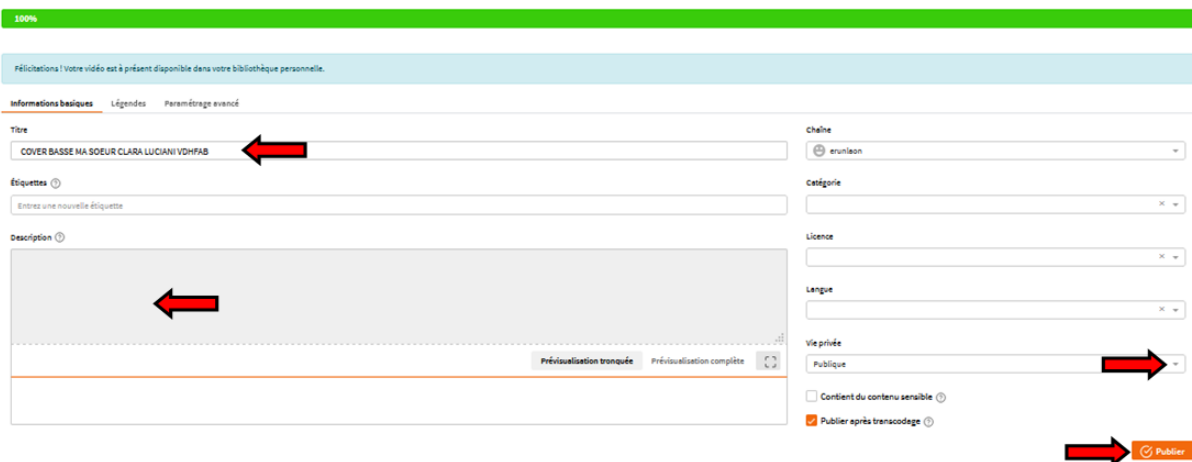 100%
Félicitations ! Votre vidéo est à présent disponible dans votre bibliothèque personnelle.
Informations basiques Légendes Paramétrage avancé
Titre
COVER BASSE MA SOEUR CLARA LUCIANI VDHFAB
Étiquettes
Entrez une nouvelle étiquette
Description
Prévisualisation tronquée Prévisualisation complète
Chaîne
erunlaon
Catégorie
Licence
Langue
Vie privée
Publique
Contient du contenu sensible
Publier après transcodage
Publier